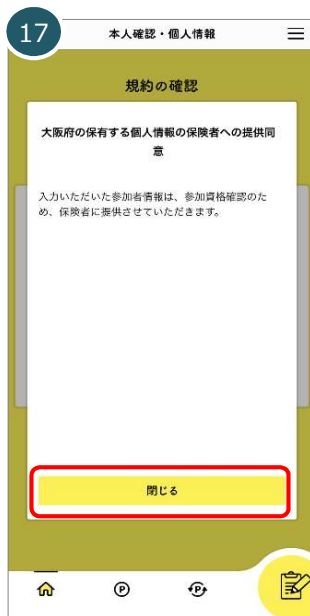 17
本人確認・個人情報
規約の確認
大阪府の保有する個人情報の保険者への提供同
意
入力いただいた参加者情報は、参加資格確認のた
め、保険者に提供させていただきます。
閉じる
P
P